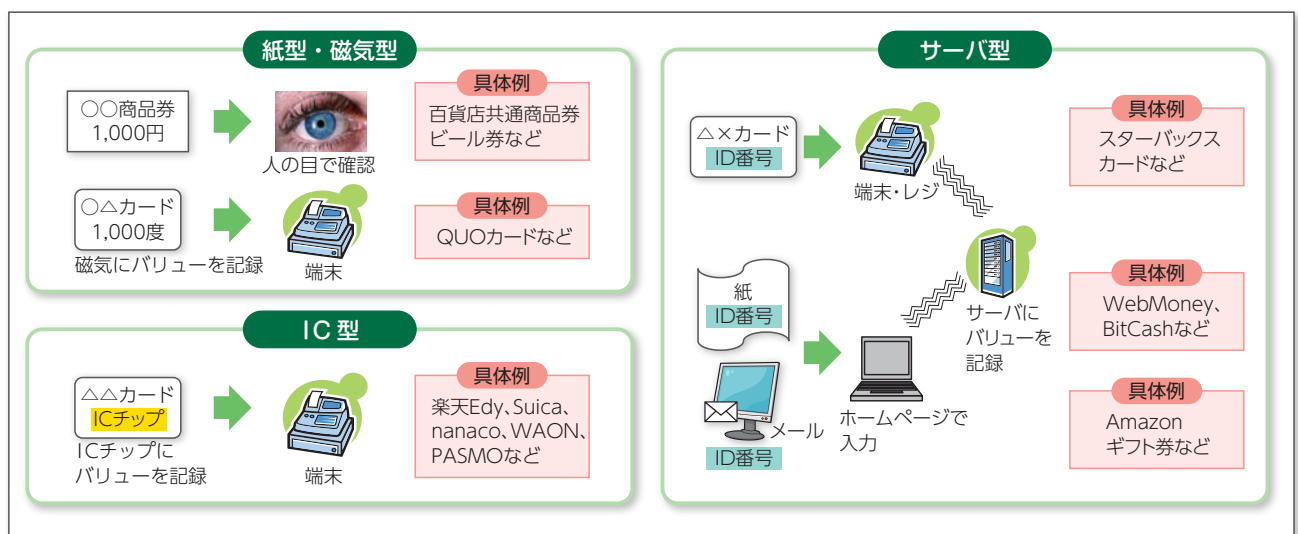 紙型・磁気型
○○商品券
1,000円
人の目で確認
具体例
百貨店共通商品券
ビール券など
○△カード
1,000度
磁気にバリューを記録
端末
具体例
QUOカードなど
IC型
△△カード
ICチップ
ICチップに
バリューを記録
端末
具体例
楽天Edy、Suica、
nanaco、WAON、
PASMOなど
サーバ型
△×カード
ID番号
端末・レジ
具体例
スターバックス
カードなど
紙
ID番号
メール
ID番号
ホームページで
入力
サーバに
バリューを
記録
具体例
WebMoney、
BitCashなど
具体例
Amazon
ギフト券など